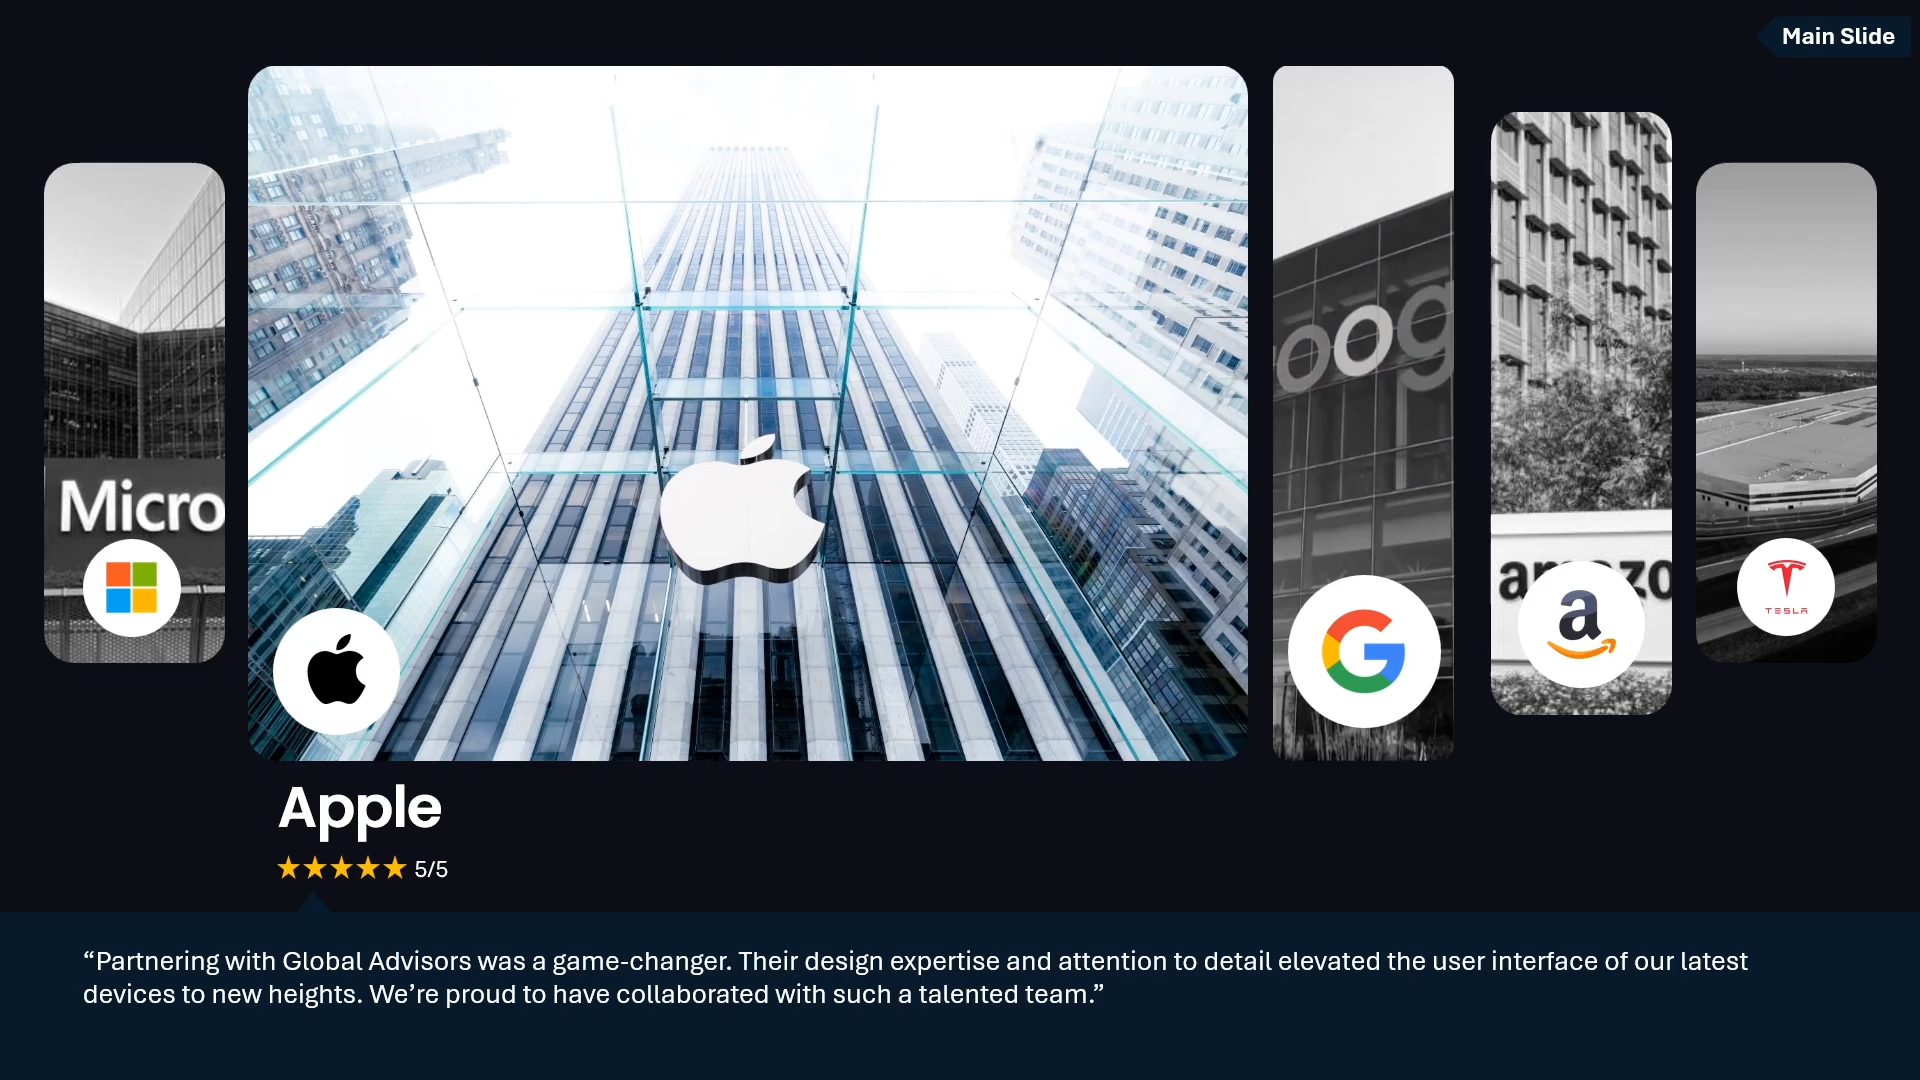 Main Slide
Micro
oog
amazo
a
TESLA
Apple
5/5
“Partnering with Global Advisors was a game-changer. Their design expertise and attention to detail elevated the user interface of our latest
devices to new heights. We’re proud to have collaborated with such a talented team.”